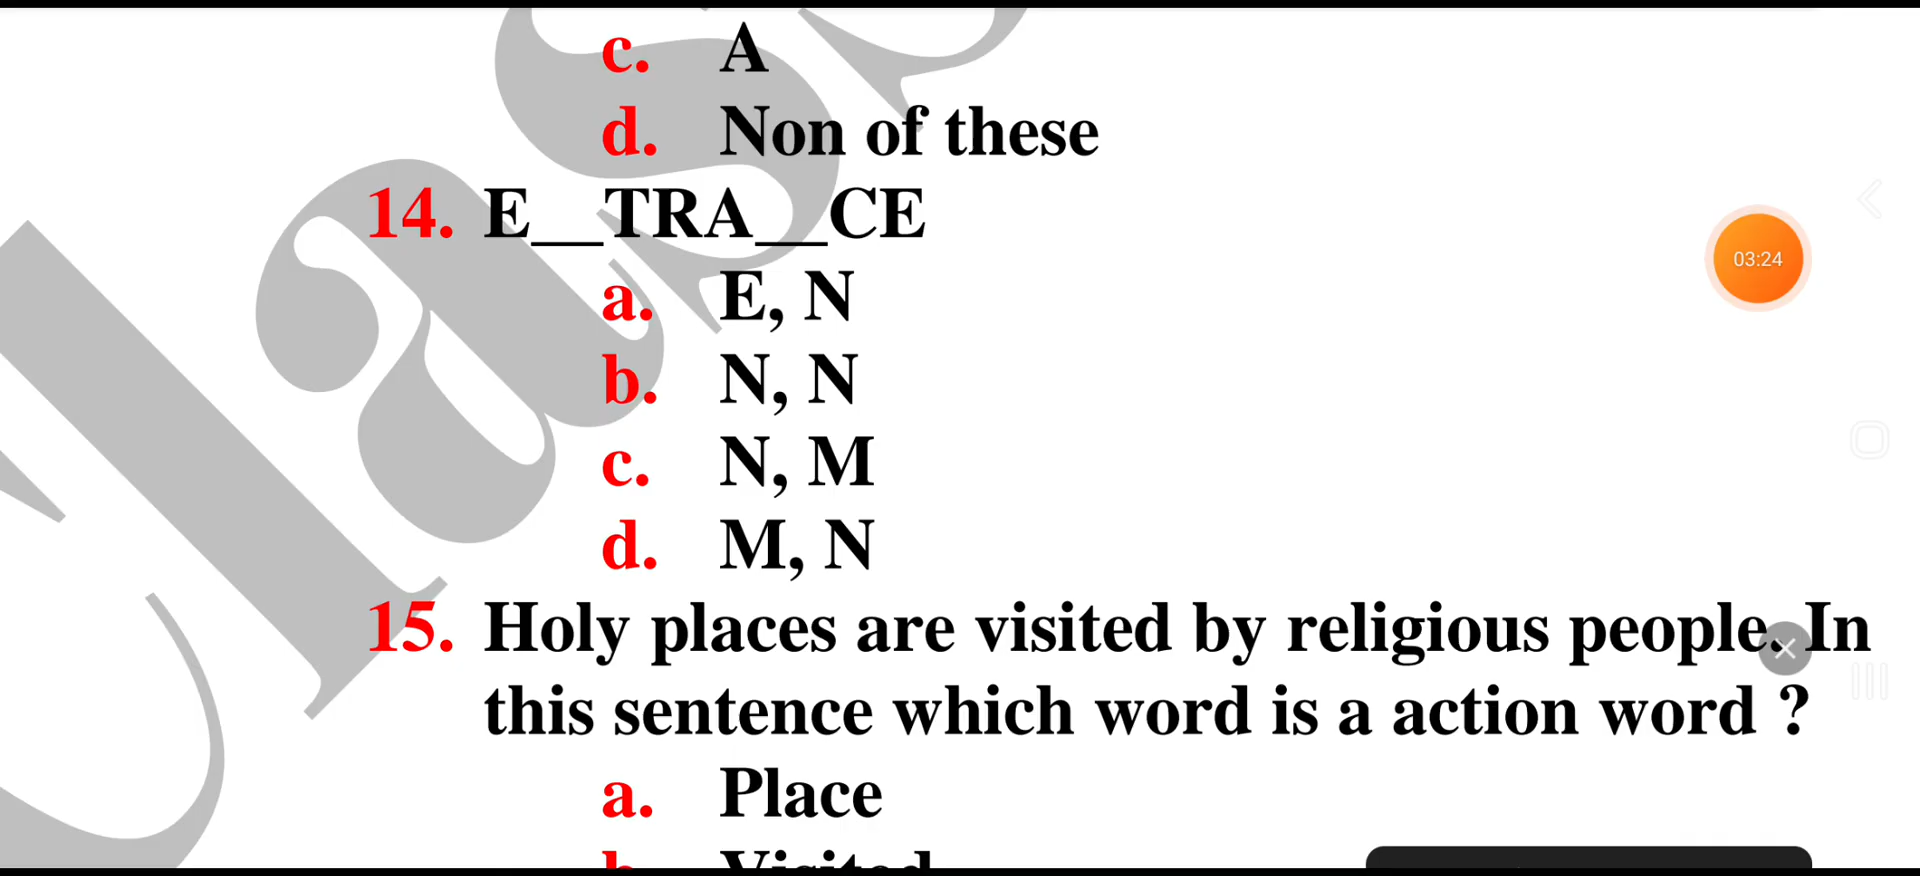 c. A
d. Non of these
14. E__TRA__CE
a. E, N
b. N, N
c. N, M
d. M, N
15. Holy places are visited by religious people. In
this sentence which word is a action word ?
a. Place
b. Visited
03:24